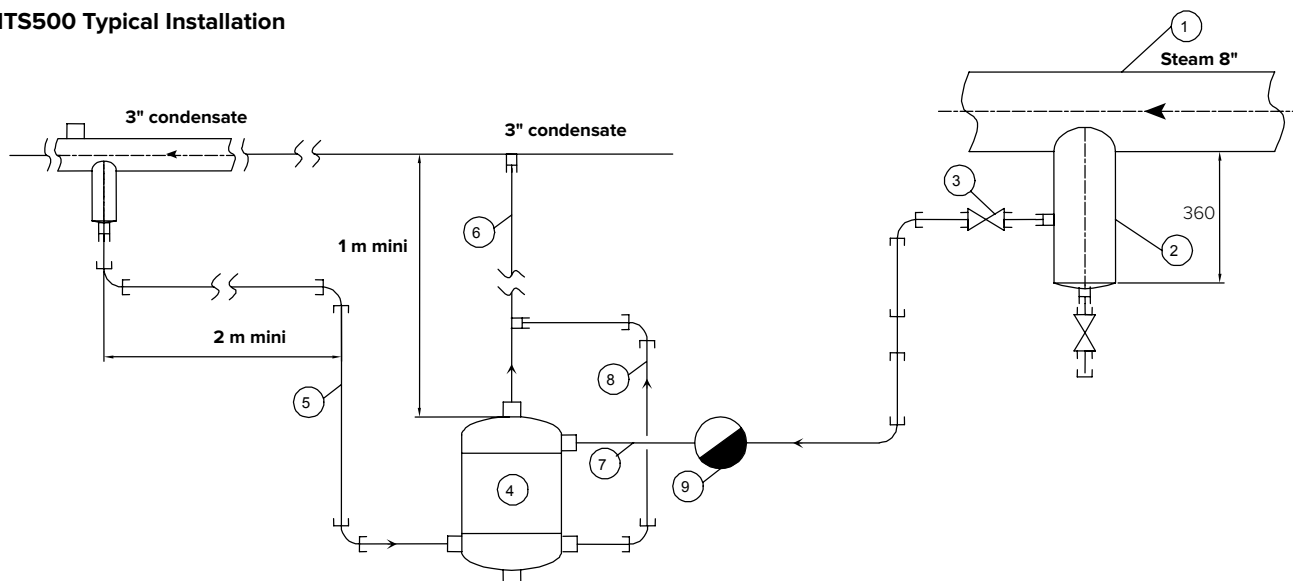 ITS500 Typical Installation
1
Steam 8"
3" condensate
3" condensate
3
6
360
1 m mini
2
2 m mini
8
5
7
9
4